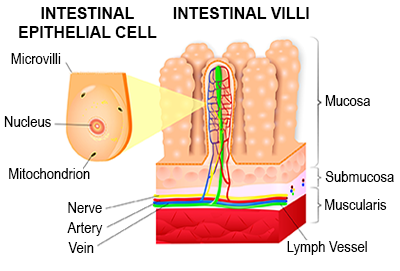 INTESTINAL
EPITHELIAL CELL
INTESTINAL VILLI
Microvilli
Nucleus
Mitochondrion
Mucosa
Submucosa
Muscularis
Nerve
Artery
Vein
Lymph Vessel